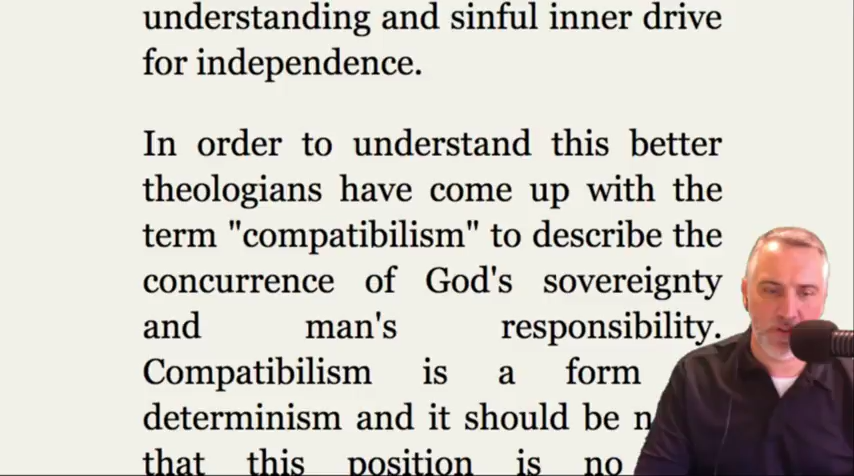 understanding and sinful inner drive
for independence.
In order to understand this better
theologians have come up with the
term "compatibilism" to describe the
concurrence of God's sovereignty
and man's responsibility.
Compatibilism is a form
determinism and it should be
that this position is no